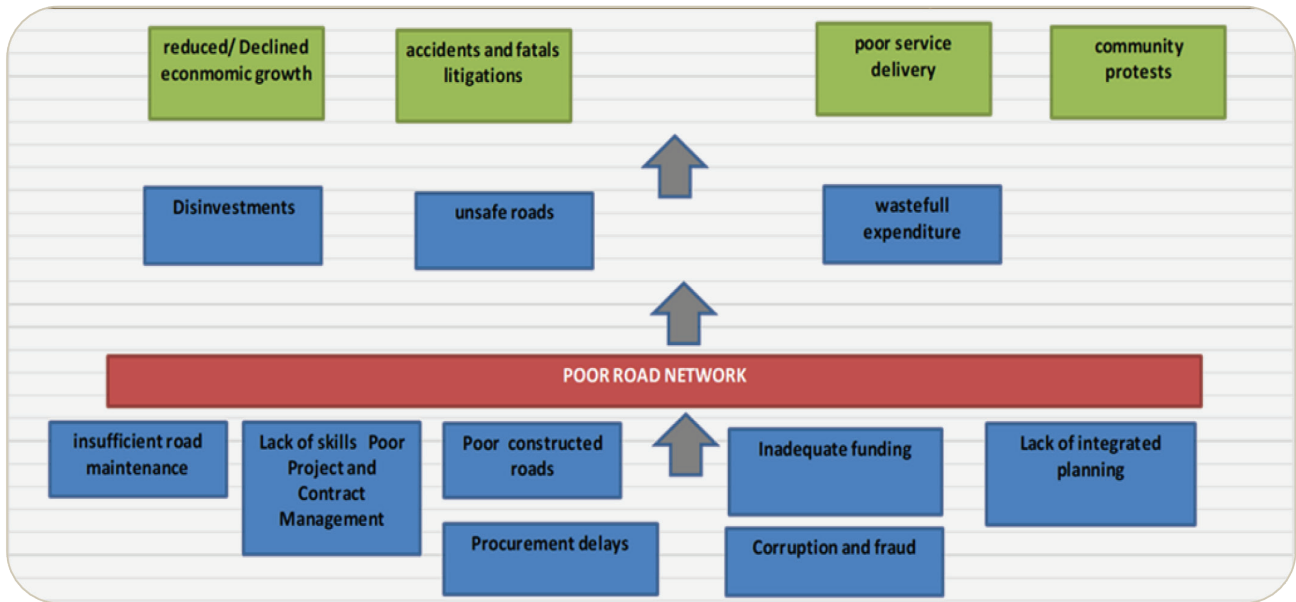 reduced/ Declined
econmomic growth
accidents and fatals
litigations
poor service
delivery
community
protests
Disinvestments
unsafe roads
wastefull
expenditure
POOR ROAD NETWORK
insufficient road
maintenance
Lack of skills Poor
Project and
Contract
Management
Poor constructed
roads
Inadequate funding
Lack of integrated
planning
Procurement delays
Corruption and fraud